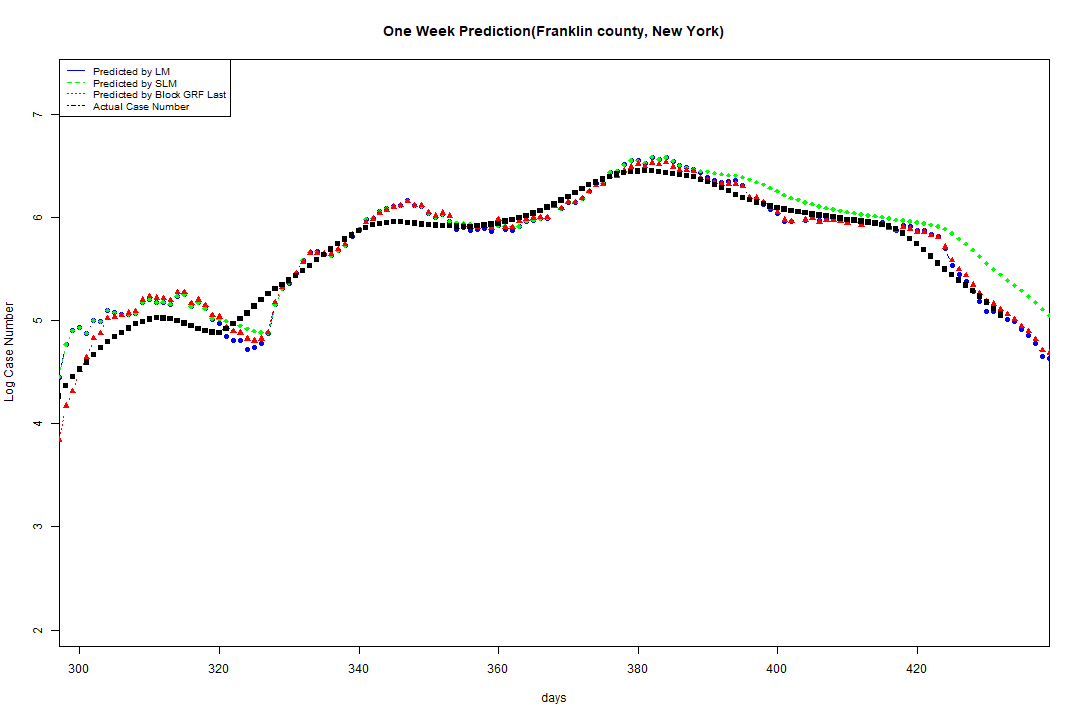 One Week Prediction(Franklin county, New York)
Predicted by LM
Predicted by SLM
Predicted by Block GRF Last
Actual Case Number
7
6
5
4
3
2
Log Case Number
300 320 340 360 380 400 420
days